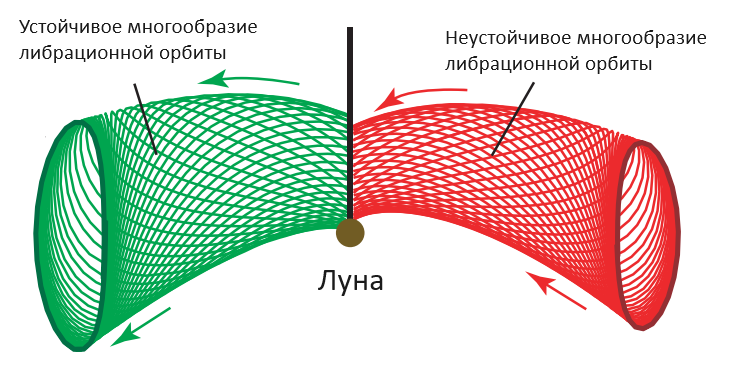 Устойчивое многообразие
либрационной орбиты
Неустойчивое многообразие
либрационной орбиты
Луна